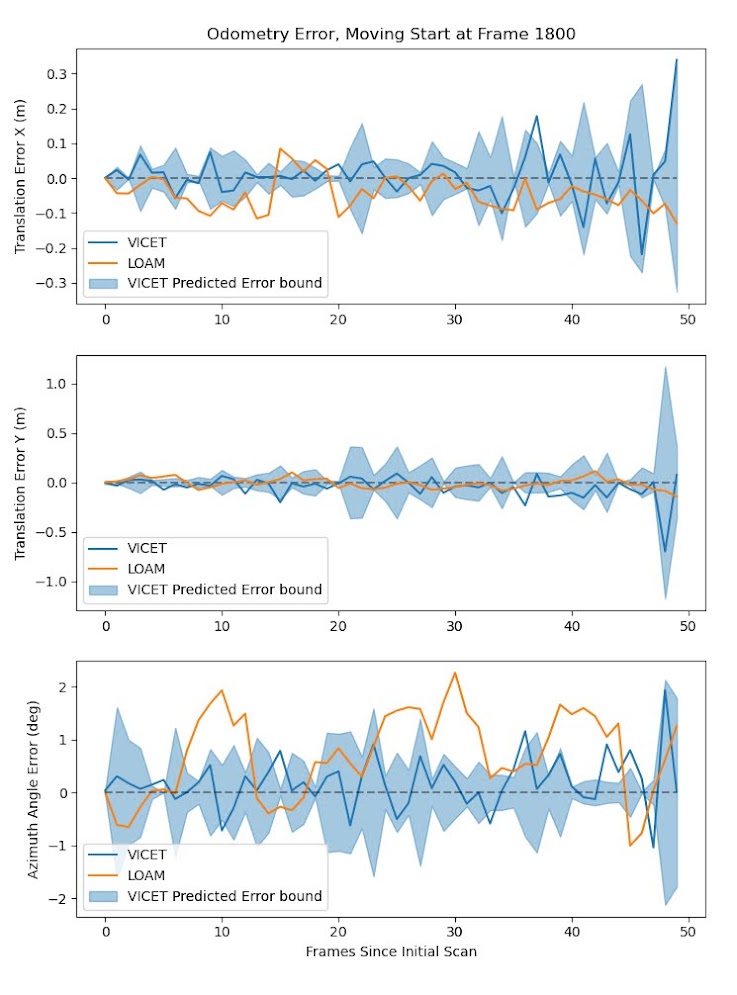 Odometry Error, Moving Start at Frame 1800
Translation Error X (m)
0.3
0.2
0.1
0.0
−0.1
−0.2
−0.3
VICET
LOAM
VICET Predicted Error bound
0 10 20 30 40 50
Translation Error Y (m)
1.0
0.5
0.0
−0.5
−1.0
VICET
LOAM
VICET Predicted Error bound
0 10 20 30 40 50
Azimuth Angle Error (deg)
2
1
0
−1
−2
VICET
LOAM
VICET Predicted Error bound
0 10 20 30 40 50
Frames Since Initial Scan